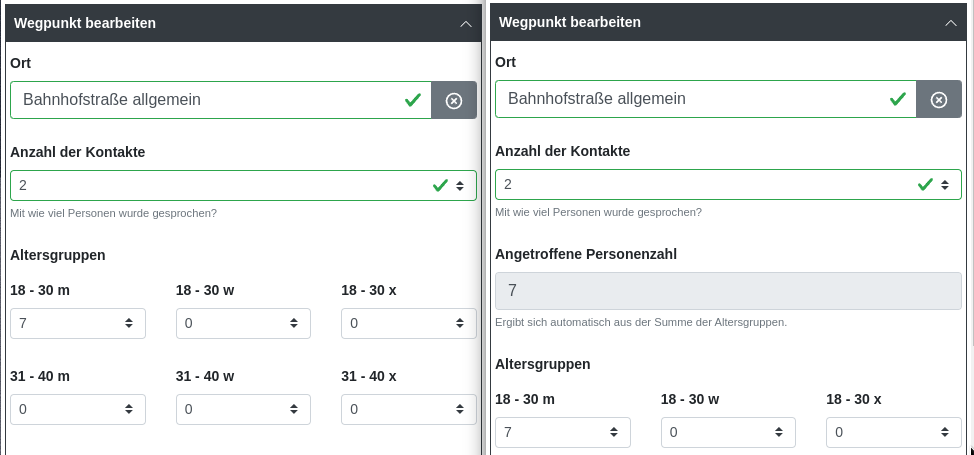 Wegpunkt bearbeiten
Ort
Bahnhofstraße allgemein
Anzahl der Kontakte
2
Mit wie viel Personen wurde gesprochen?
Altersgruppen
18 - 30 m 18 - 30 w 18 - 30 x
7 0 0
31 - 40 m 31 - 40 w 31 - 40 x
0 0 0
Wegpunkt bearbeiten
Ort
Bahnhofstraße allgemein
Anzahl der Kontakte
2
Mit wie viel Personen wurde gesprochen?
Angetroffene Personenzahl
7
Ergibt sich automatisch aus der Summe der Altersgruppen.
Altersgruppen
18 - 30 m 18 - 30 w 18 - 30 x
7 0 0